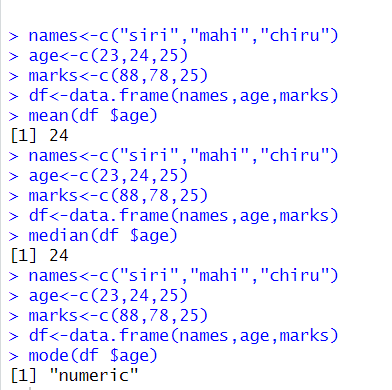 > names<-c("siri","mahi","chiru")
> age<-c(23,24,25)
> marks<-c(88,78,25)
> df<-data.frame(names,age,marks)
> mean(df $age)
[1] 24
> names<-c("siri","mahi","chiru")
> age<-c(23,24,25)
> marks<-c(88,78,25)
> df<-data.frame(names,age,marks)
> median(df $age)
[1] 24
> names<-c("siri","mahi","chiru")
> age<-c(23,24,25)
> marks<-c(88,78,25)
> df<-data.frame(names,age,marks)
> mode(df $age)
[1] "numeric"